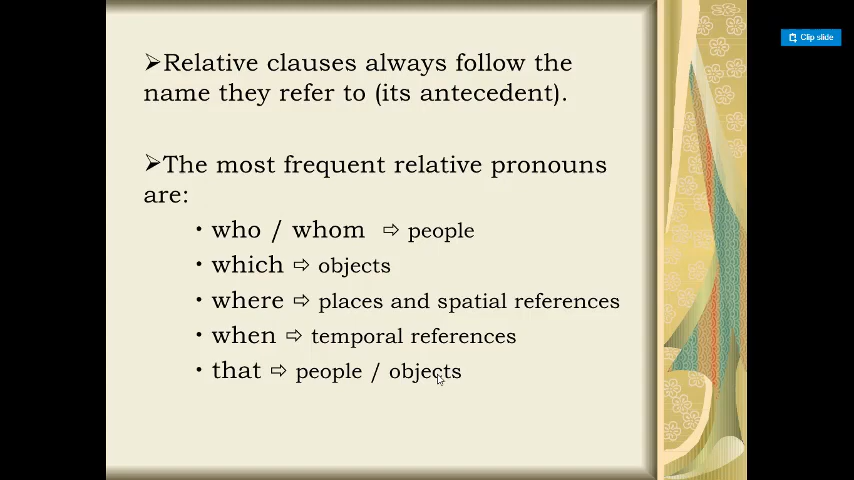 Clip slide
➢Relative clauses always follow the
name they refer to (its antecedent).
➢The most frequent relative pronouns
are:
• who / whom ⇨ people
• which ⇨ objects
• where ⇨ places and spatial references
• when ⇨ temporal references
• that ⇨ people / objects